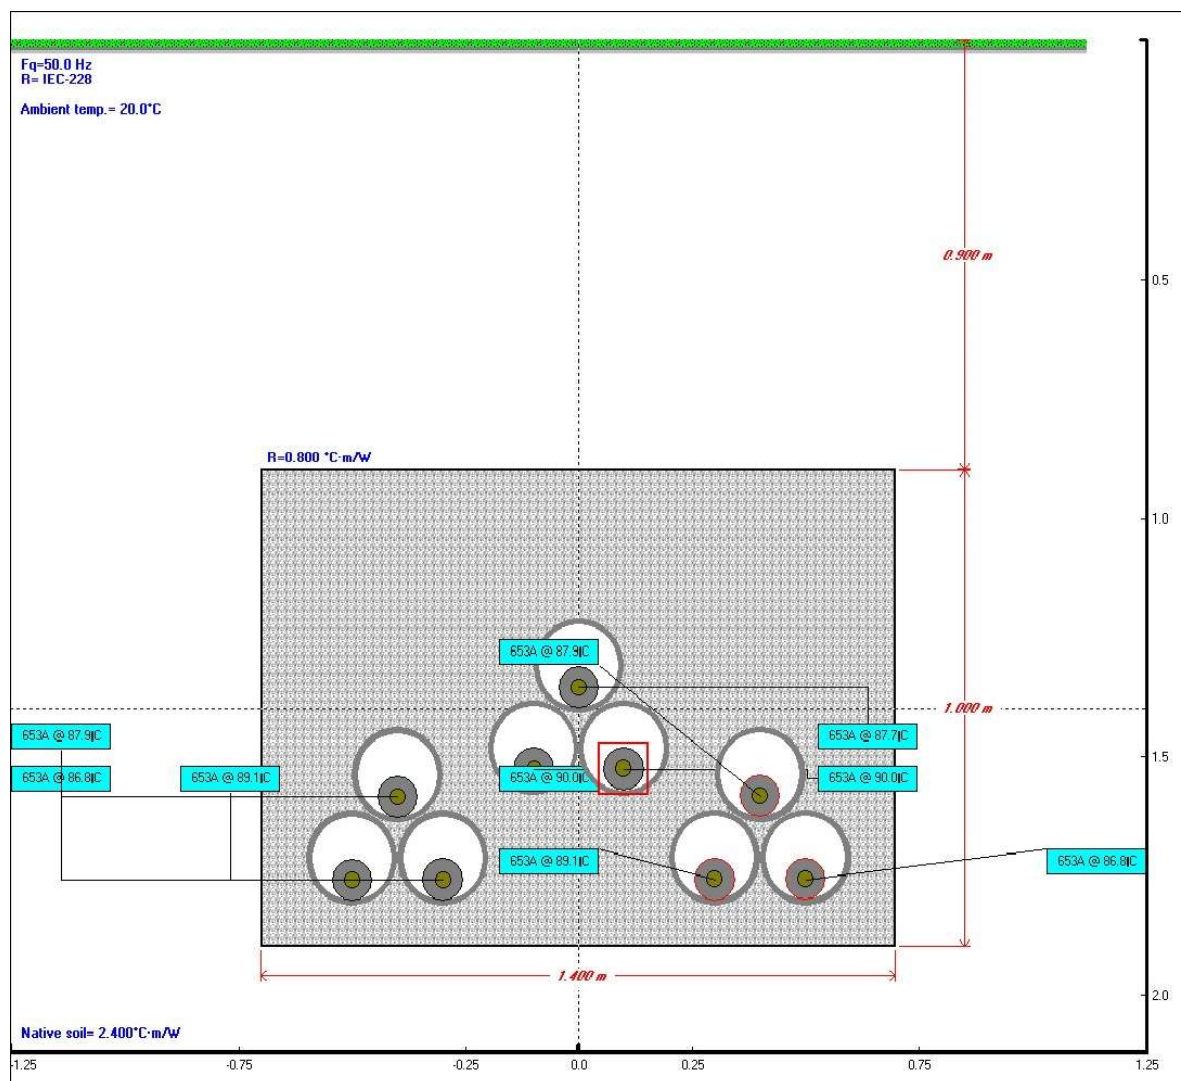 Fq=50.0 Hz
R= IEC-228
Ambient temp.= 20.0°C
0.900 m
0.5
R=0.800 °C·m/W
1.0
653A @ 87.9‖C
653A @ 87.9‖C
653A @ 87.7‖C
1.000 m
1.5
653A @ 86.8‖C
653A @ 89.1‖C
653A @ 90.0‖C
653A @ 90.0‖C
653A @ 89.1‖C
653A @ 86.8‖C
1.400 m
2.0
Native soil= 2.400°C·m/W
-1.25
-0.75
-0.25
0.0
0.25
0.75
1.25